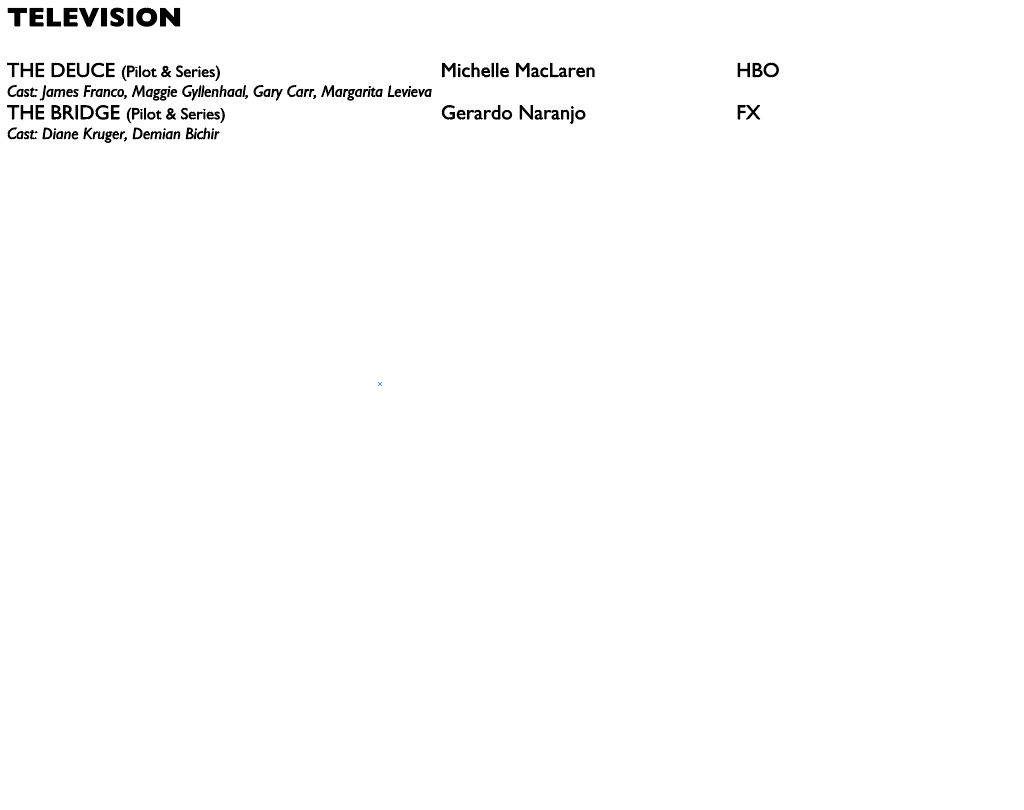 TELEVISION
THE DEUCE (Pilot & Series) Michelle MacLaren HBO
Cast: James Franco, Maggie Gyllenhaal, Gary Carr, Margarita Levieva
THE BRIDGE (Pilot & Series) Gerardo Naranjo FX
Cast: Diane Kruger, Demian Bichir